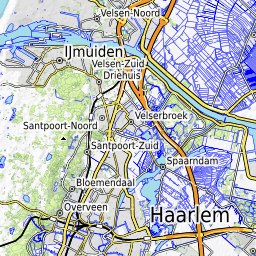 Velsen-Noord
IJmuiden
Velsen-Zuid
Driehuis
Santpoort-Noord
Velserbroek
Santpoort-Zuid
Spaarndam
Bloemendaal
Overveen
Haarlem